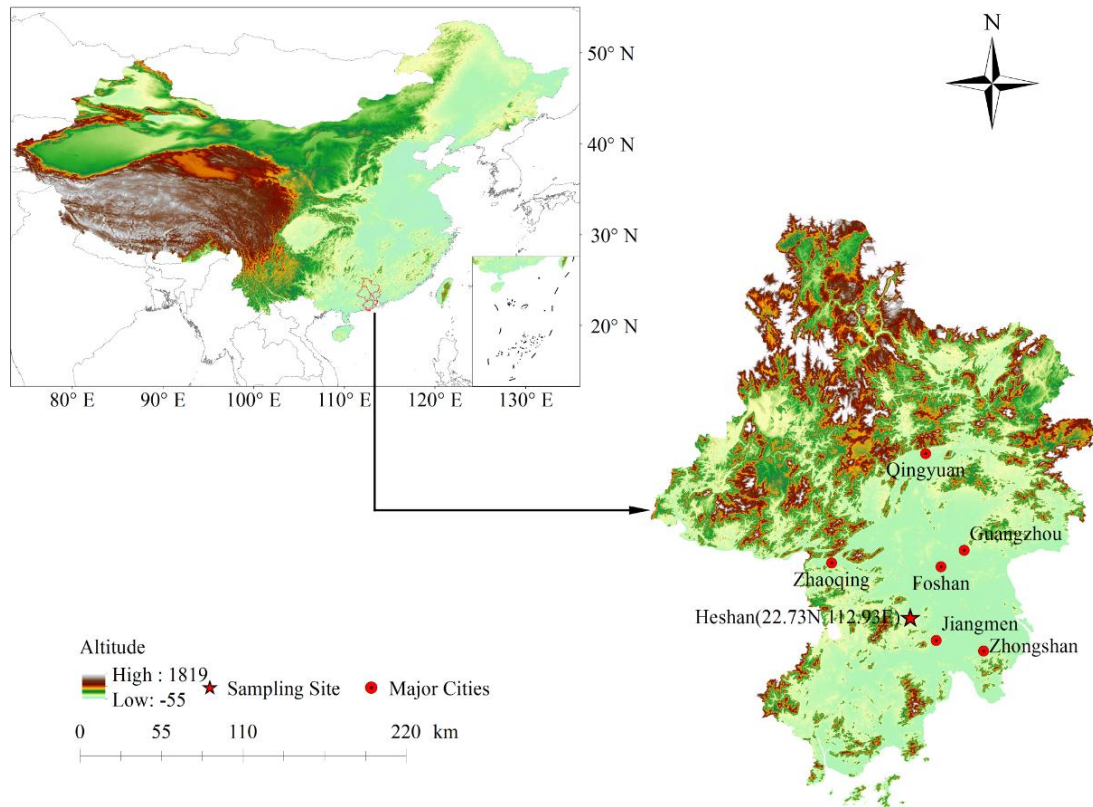 N
50° N
40° N
30° N
20° N
80° E
90° E
100° E
110° E
120° E
130° E
Qingyuan
Guangzhou
Zhaoqing
Foshan
Heshan(22.73N,112.93E)
Jiangmen
Zhongshan
Altitude
High : 1819
Low: -55
Sampling Site
Major Cities
0 55 110 220 km